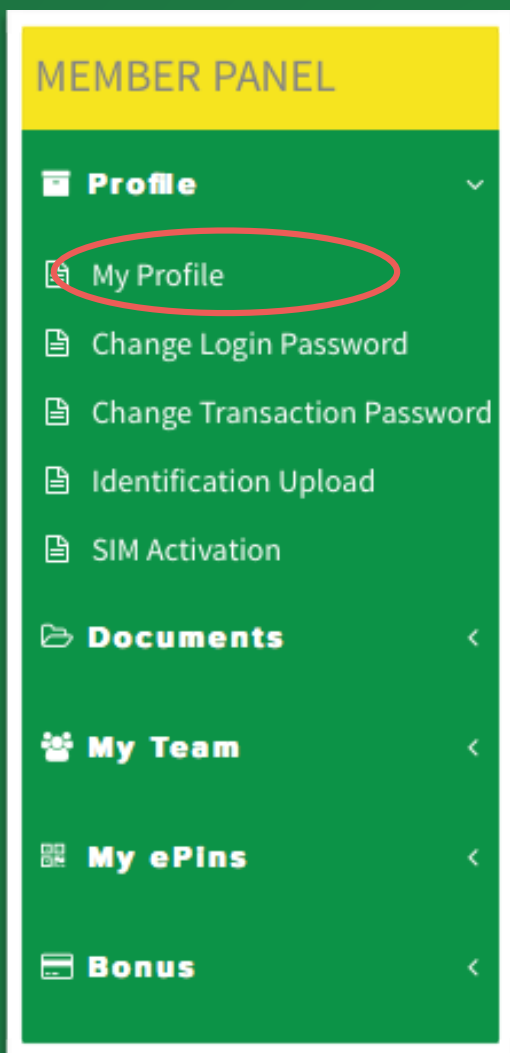 MEMBER PANEL
Profile
My Profile
Change Login Password
Change Transaction Password
Identification Upload
SIM Activation
Documents
My Team
My ePins
Bonus